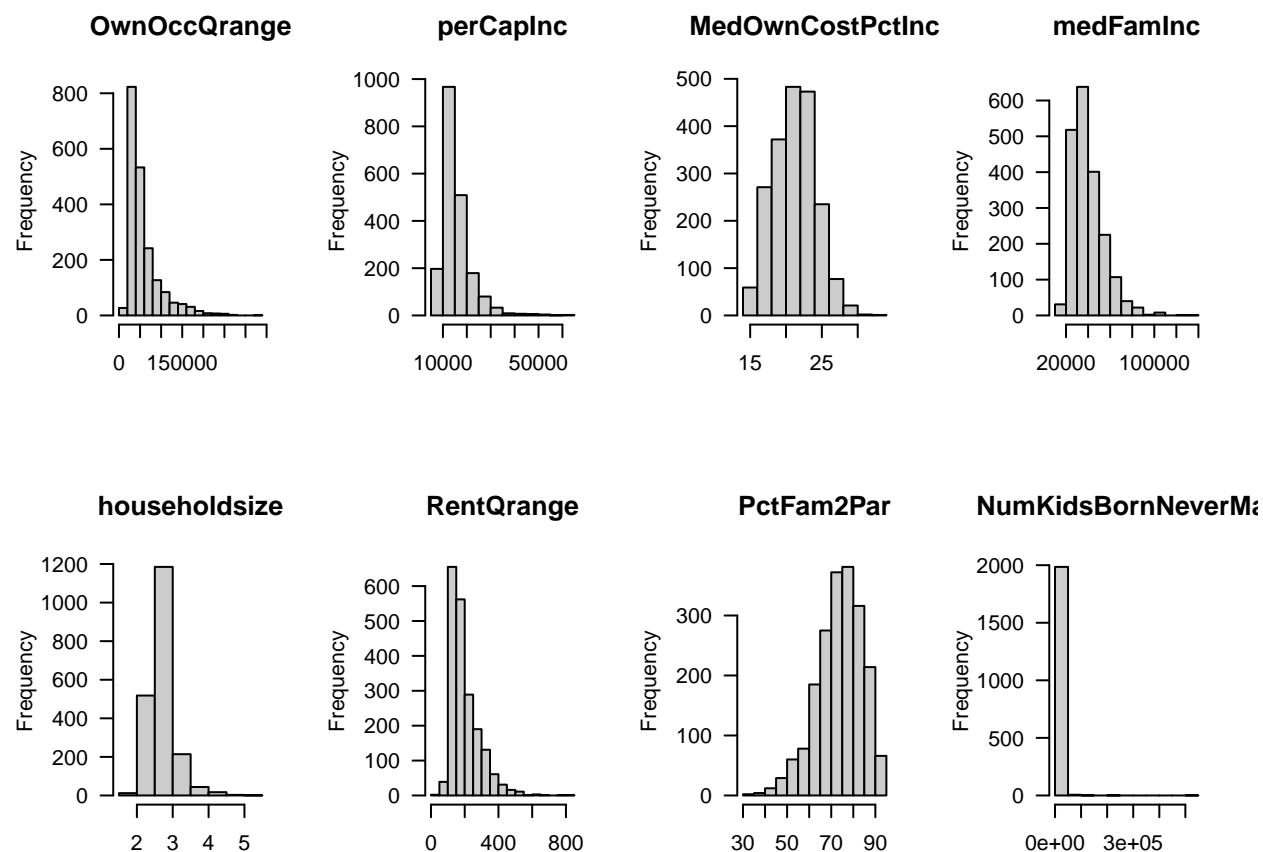 OwnOccQrange
perCapInc
MedOwnCostPctInc
medFamInc
Frequency
0
200
400
600
800
0 150000
Frequency
0
200
400
600
800
1000
10000 50000
Frequency
0
100
200
300
400
500
15 25
Frequency
0
100
200
300
400
500
600
20000 100000
householdsize
RentQrange
PctFam2Par
NumKidsBornNeverMa
Frequency
0
200
400
600
800
1000
1200
2 3 4 5
Frequency
0
100
200
300
400
500
600
0 400 800
Frequency
0
100
200
300
30 50 70 90
Frequency
0
500
1000
1500
2000
0e+00 3e+05